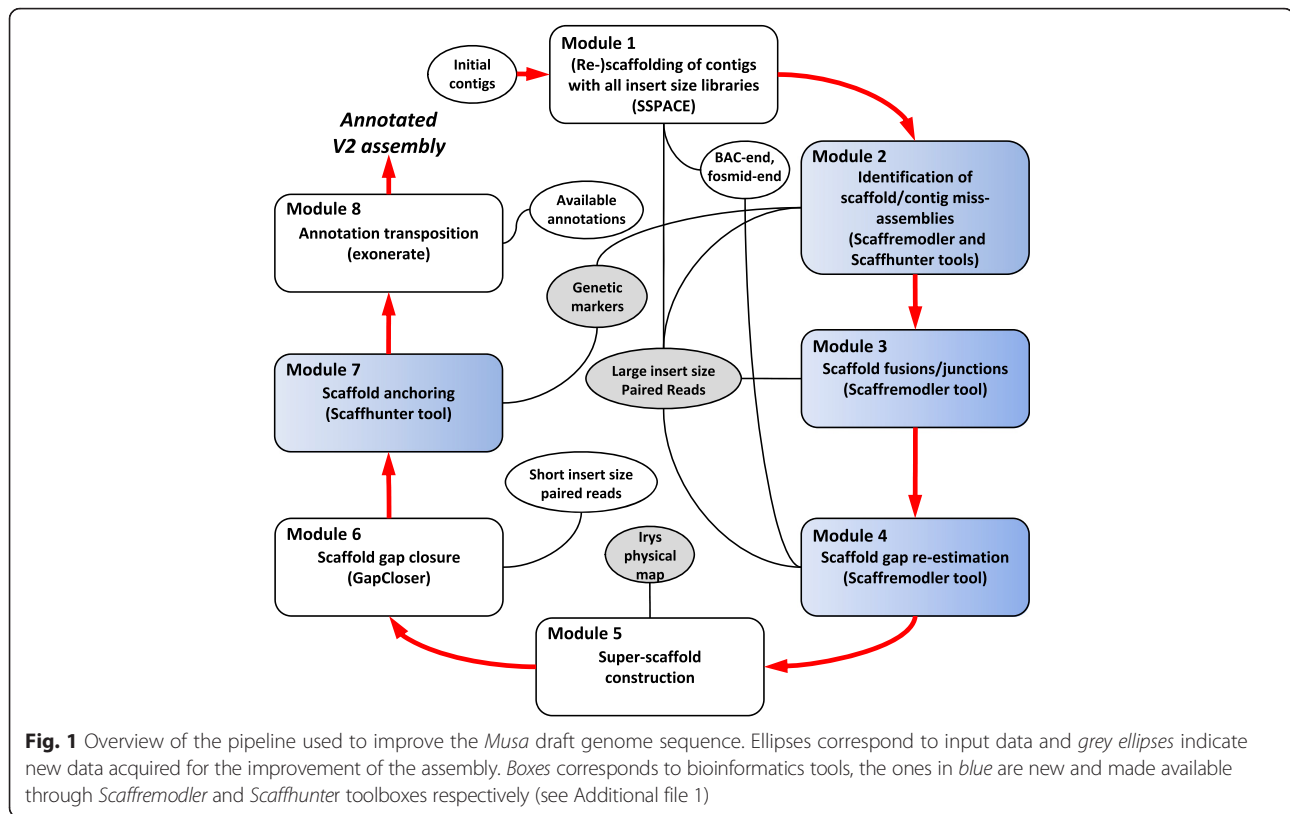 Module 1
(Re-)scaffolding of contigs
with all insert size libraries
(SSPACE)
Initial
contigs
Annotated
V2 assembly
BAC-end,
fosmid-end
Module 2
Identification of
scaffold/contig miss-
assemblies
(Scaffremodler and
Scaffhunter tools)
Module 8
Annotation transposition
(exonerate)
Available
annotations
Genetic
markers
Module 3
Scaffold fusions/junctions
(Scaffremodler tool)
Large insert size
Paired Reads
Module 7
Scaffold anchoring
(Scaffhunter tool)
Short insert size
paired reads
Module 6
Scaffold gap closure
(GapCloser)
Irys
physical
map
Module 4
Scaffold gap re-estimation
(Scaffremodler tool)
Module 5
Super-scaffold
construction
Fig. 1 Overview of the pipeline used to improve the Musa draft genome sequence. Ellipses correspond to input data and grey ellipses indicate
new data acquired for the improvement of the assembly. Boxes corresponds to bioinformatics tools, the ones in blue are new and made available
through Scaffremodler and Scaffhunter toolboxes respectively (see Additional file 1)